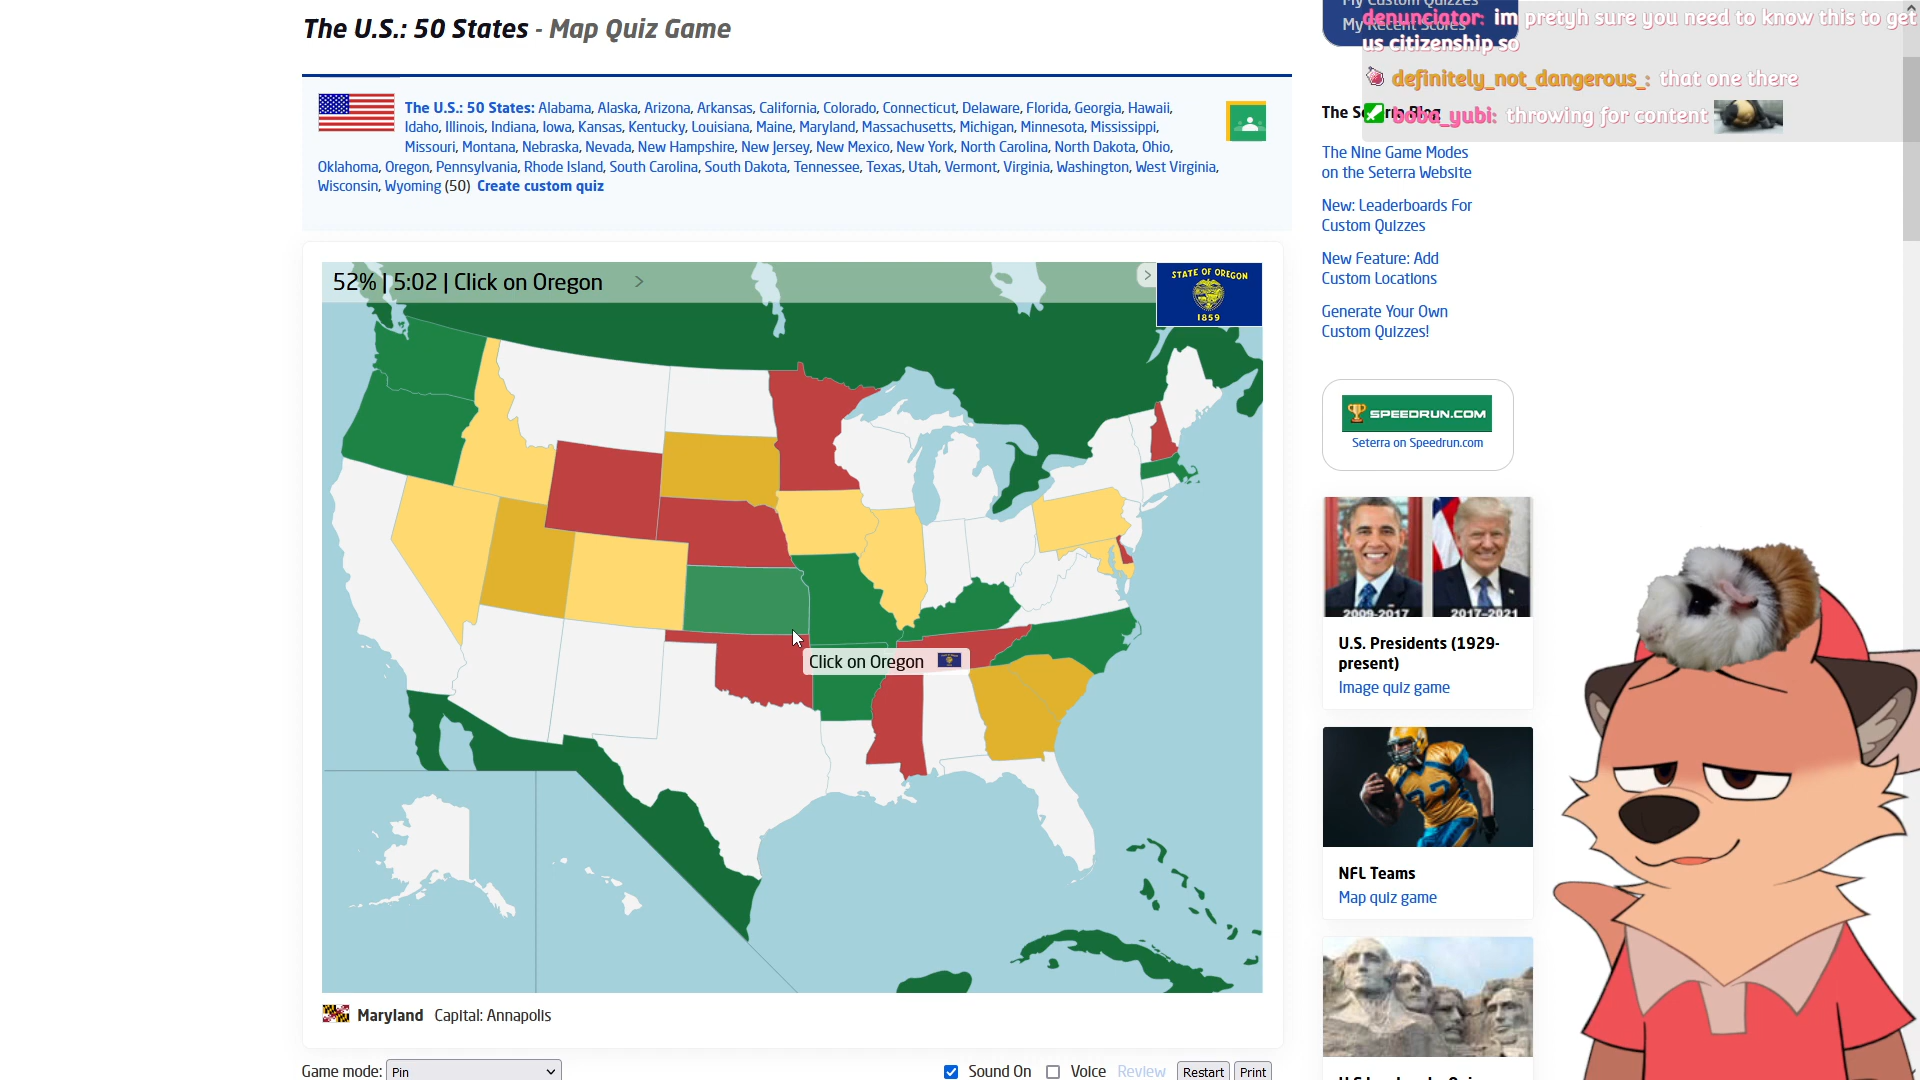 The U.S.: 50 States - Map Quiz Game
The U.S.: 50 States: Alabama, Alaska, Arizona, Arkansas, California, Colorado, Connecticut, Delaware, Florida, Georgia, Hawaii,
Idaho, Illinois, Indiana, Iowa, Kansas, Kentucky, Louisiana, Maine, Maryland, Massachusetts, Michigan, Minnesota, Mississippi,
Missouri, Montana, Nebraska, Nevada, New Hampshire, New Jersey, New Mexico, New York, North Carolina, North Dakota, Ohio,
Oklahoma, Oregon, Pennsylvania, Rhode Island, South Carolina, South Dakota, Tennessee, Texas, Utah, Vermont, Virginia, Washington, West Virginia,
Wisconsin, Wyoming (50) Create custom quiz
52% | 5:02 | Click on Oregon >
STATE OF OREGON
1859
Click on Oregon
Maryland Capital: Annapolis
Game mode: Pin
Sound On Voice Review Restart Print
My Custom Quizzes
My Recent Scores
denunciator: im pretyh sure you need to know this to get
us citizenship so
definitely_not_dangerous_: that one there
boba_yubi: throwing for content
The Nine Game Modes
on the Seterra Website
New: Leaderboards For
Custom Quizzes
New Feature: Add
Custom Locations
Generate Your Own
Custom Quizzes!
SPEEDRUN.COM
Seterra on Speedrun.com
2009-2017 2017-2021
U.S. Presidents (1929-
present)
Image quiz game
22
NFL Teams
Map quiz game